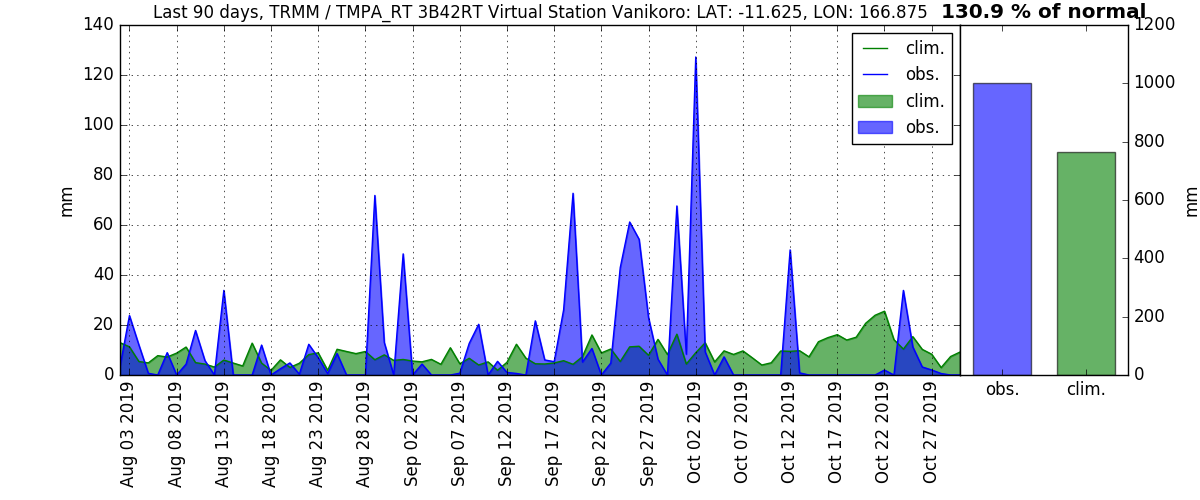 Last 90 days, TRMM / TMPA_RT 3B42RT Virtual Station Vanikoro: LAT: -11.625, LON: 166.875 130.9 % of normal
140
120
100
80
60
40
20
0
mm
clim.
obs.
clim.
obs.
Aug 03 2019
Aug 08 2019
Aug 13 2019
Aug 18 2019
Aug 23 2019
Aug 28 2019
Sep 02 2019
Sep 07 2019
Sep 12 2019
Sep 17 2019
Sep 22 2019
Sep 27 2019
Oct 02 2019
Oct 07 2019
Oct 12 2019
Oct 17 2019
Oct 22 2019
Oct 27 2019
1200
1000
800
600
400
200
0
mm
obs.
clim.